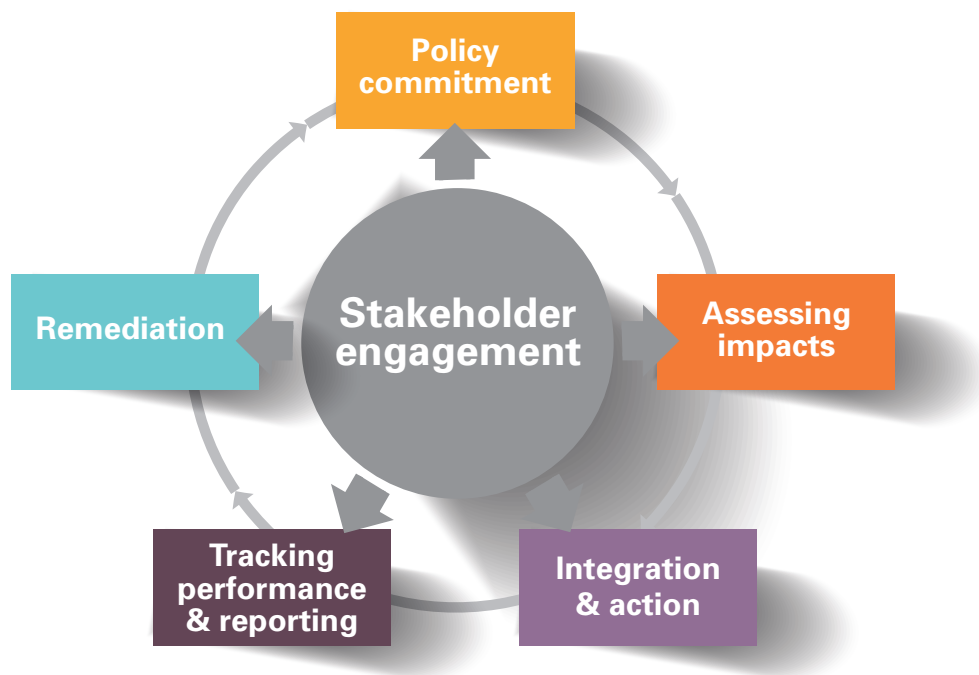 Policy
commitment
Stakeholder
engagement
Assessing
impacts
Integration
& action
Tracking
performance
& reporting
Remediation